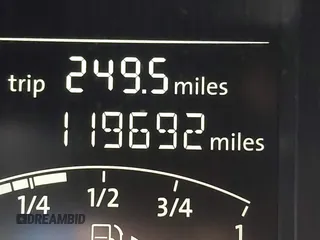 trip 249.5 miles
119692 miles
1/4 1/2 3/4 1
DREAMBID